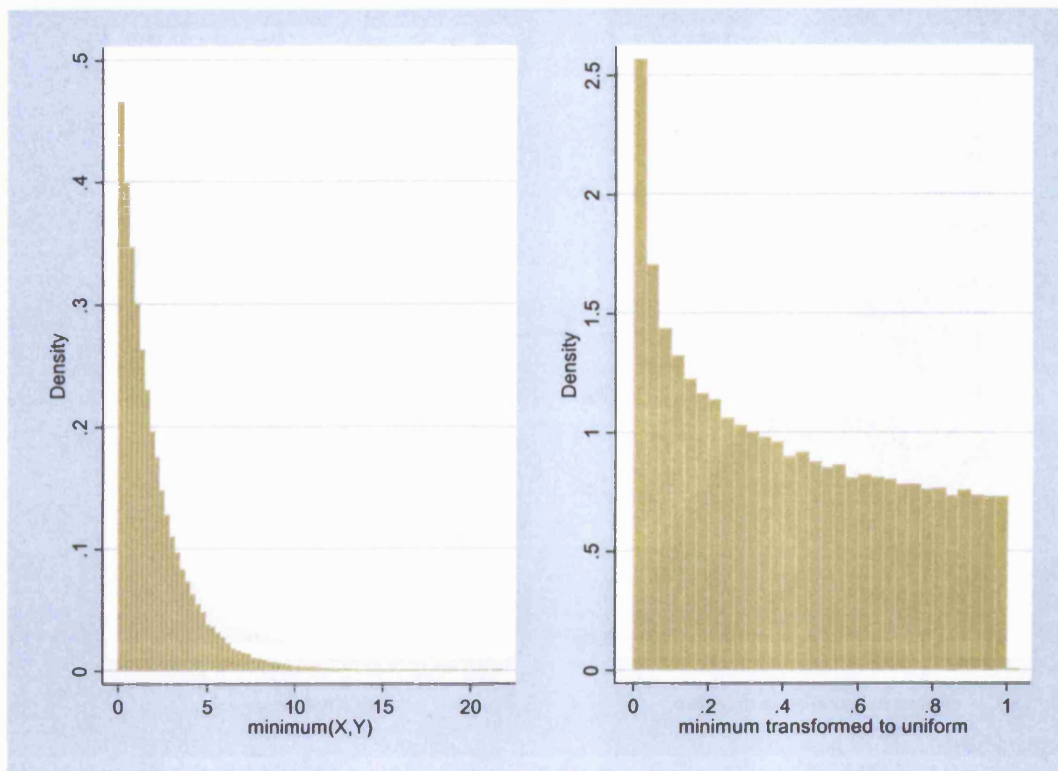 .5
.4
.3
.2
.1
0
Density
0 5 10 15 20
minimum(X,Y)
2.5
2
1.5
1
.5
0
Density
0 .2 .4 .6 .8 1
minimum transformed to uniform